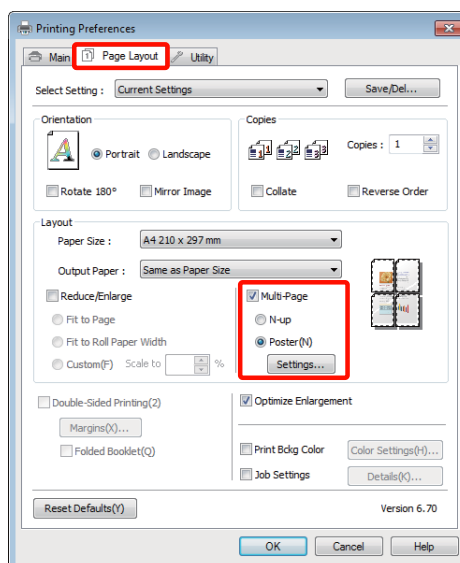 Printing Preferences
Main Page Layout Utility
Select Setting : Current Settings Save/Del...
Orientation Copies
Portrait Landscape Copies : 1
Rotate 180° Mirror Image Collate Reverse Order
Layout
Paper Size : A4 210 x 297 mm
Output Paper : Same as Paper Size
Reduce/Enlarge Multi-Page
Fit to Page N-up
Fit to Roll Paper Width Poster(N)
Custom(F) Scale to % Settings...
Double-Sided Printing(2) Optimize Enlargement
Margins(X)...
Folded Booklet(Q) Print Bckg Color Color Settings(H)...
Job Settings Details(K)...
Reset Defaults(Y) Version 6.70
OK Cancel Help